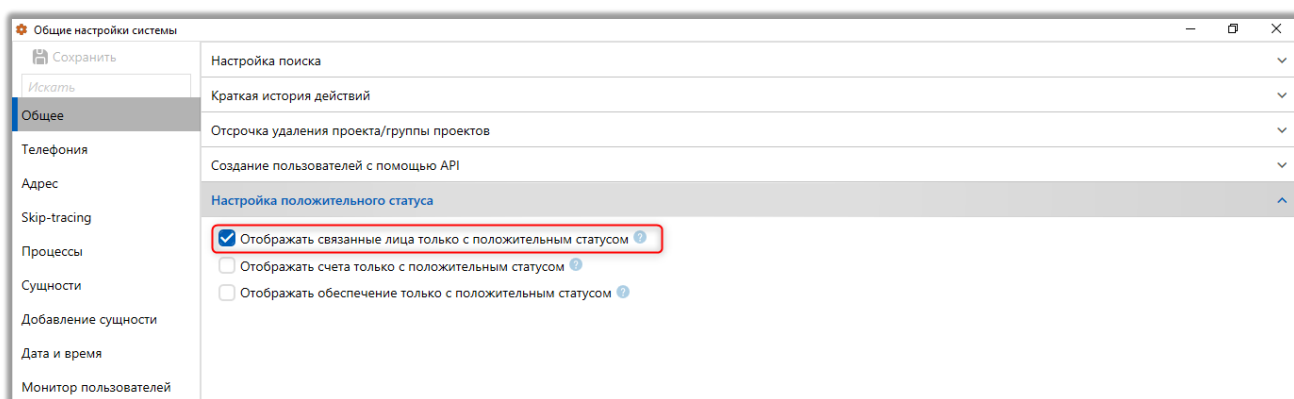 Общие настройки системы
Сохранить
Искать
Общее
Телефония
Адрес
Skip-tracing
Процессы
Сущности
Добавление сущности
Дата и время
Монитор пользователей
Настройка поиска
Краткая история действий
Отсрочка удаления проекта/группы проектов
Создание пользователей с помощью API
Настройка положительного статуса
Отображать связанные лица только с положительным статусом ?
Отображать счета только с положительным статусом ?
Отображать обеспечение только с положительным статусом ?